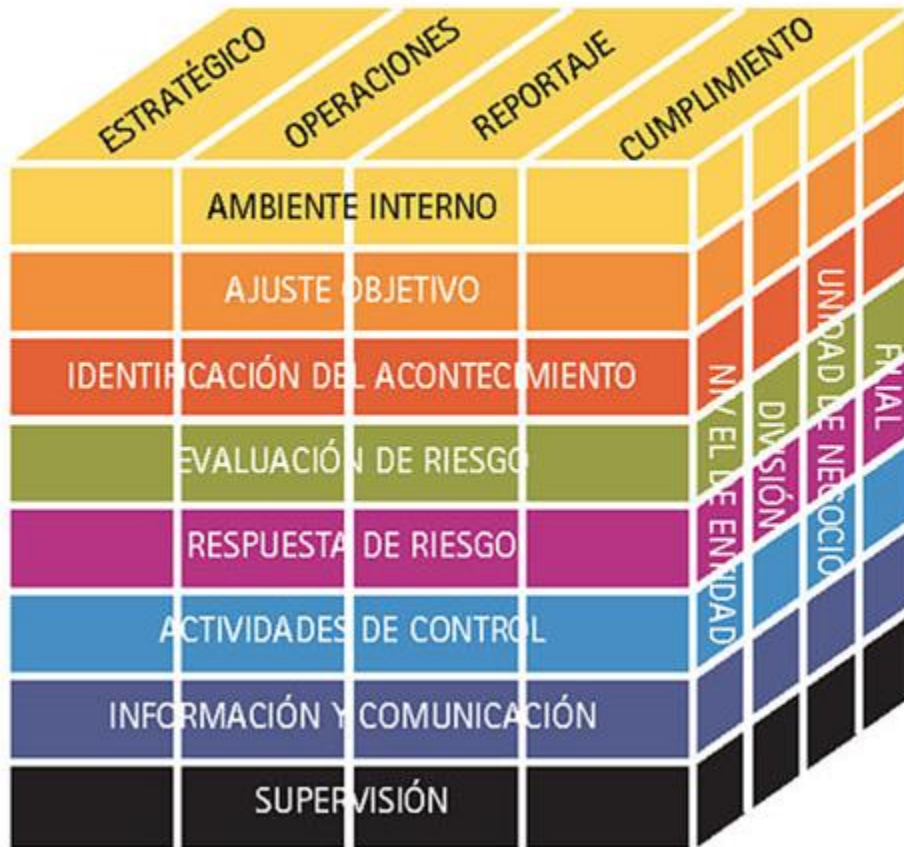 ESTRATÉGICO
OPERACIONES
REPORTAJE
CUMPLIMIENTO
AMBIENTE INTERNO
AJUSTE OBJETIVO
IDENTIFICACIÓN DEL ACONTECIMIENTO
EVALUACIÓN DE RIESGO
RESPUESTA DE RIESGO
ACTIVIDADES DE CONTROL
INFORMACIÓN Y COMUNICACIÓN
SUPERVISIÓN
NIVEL DE ENTIDAD
DIVISIÓN
UNIDAD DE NEGOCIO
FILIAL